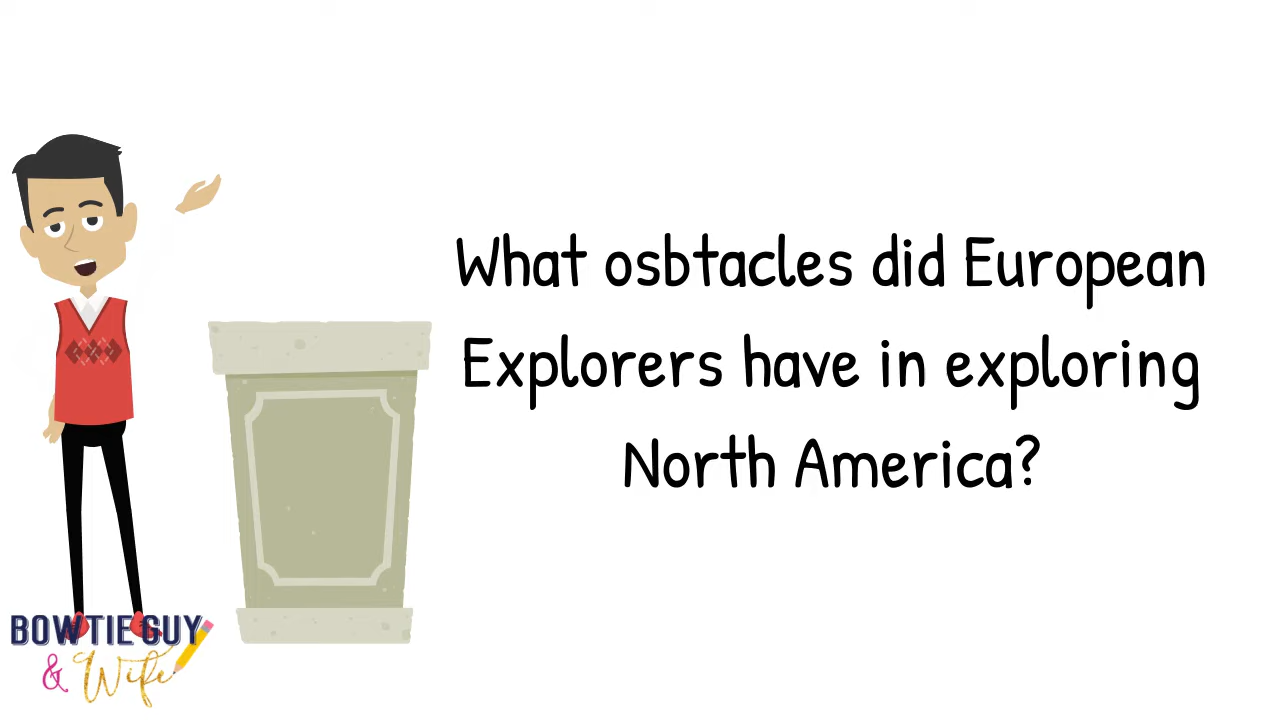 What osbtacles did European
Explorers have in exploring
North America?
BOWTIE GUY
& Wife